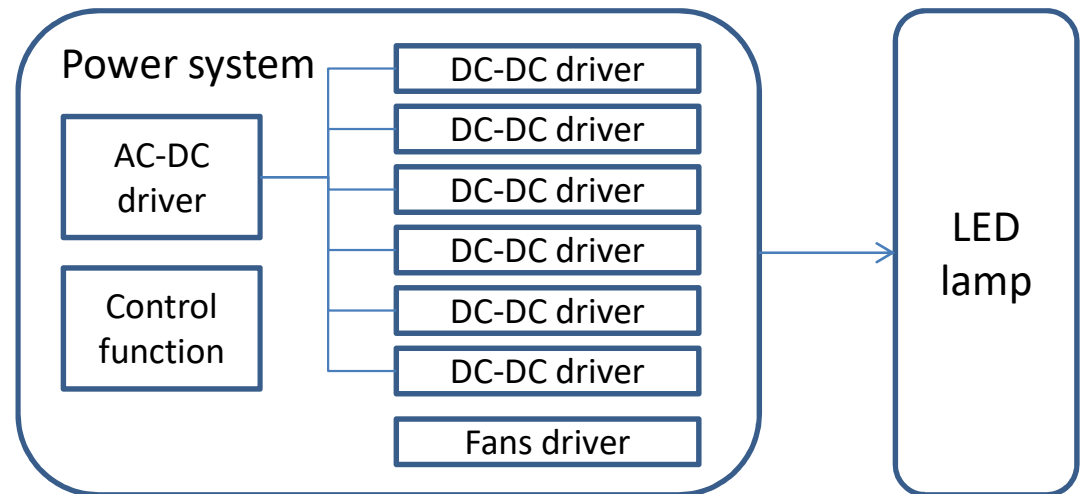 Power system
AC-DC
driver
Control
function
DC-DC driver
DC-DC driver
DC-DC driver
DC-DC driver
DC-DC driver
DC-DC driver
Fans driver
LED
lamp